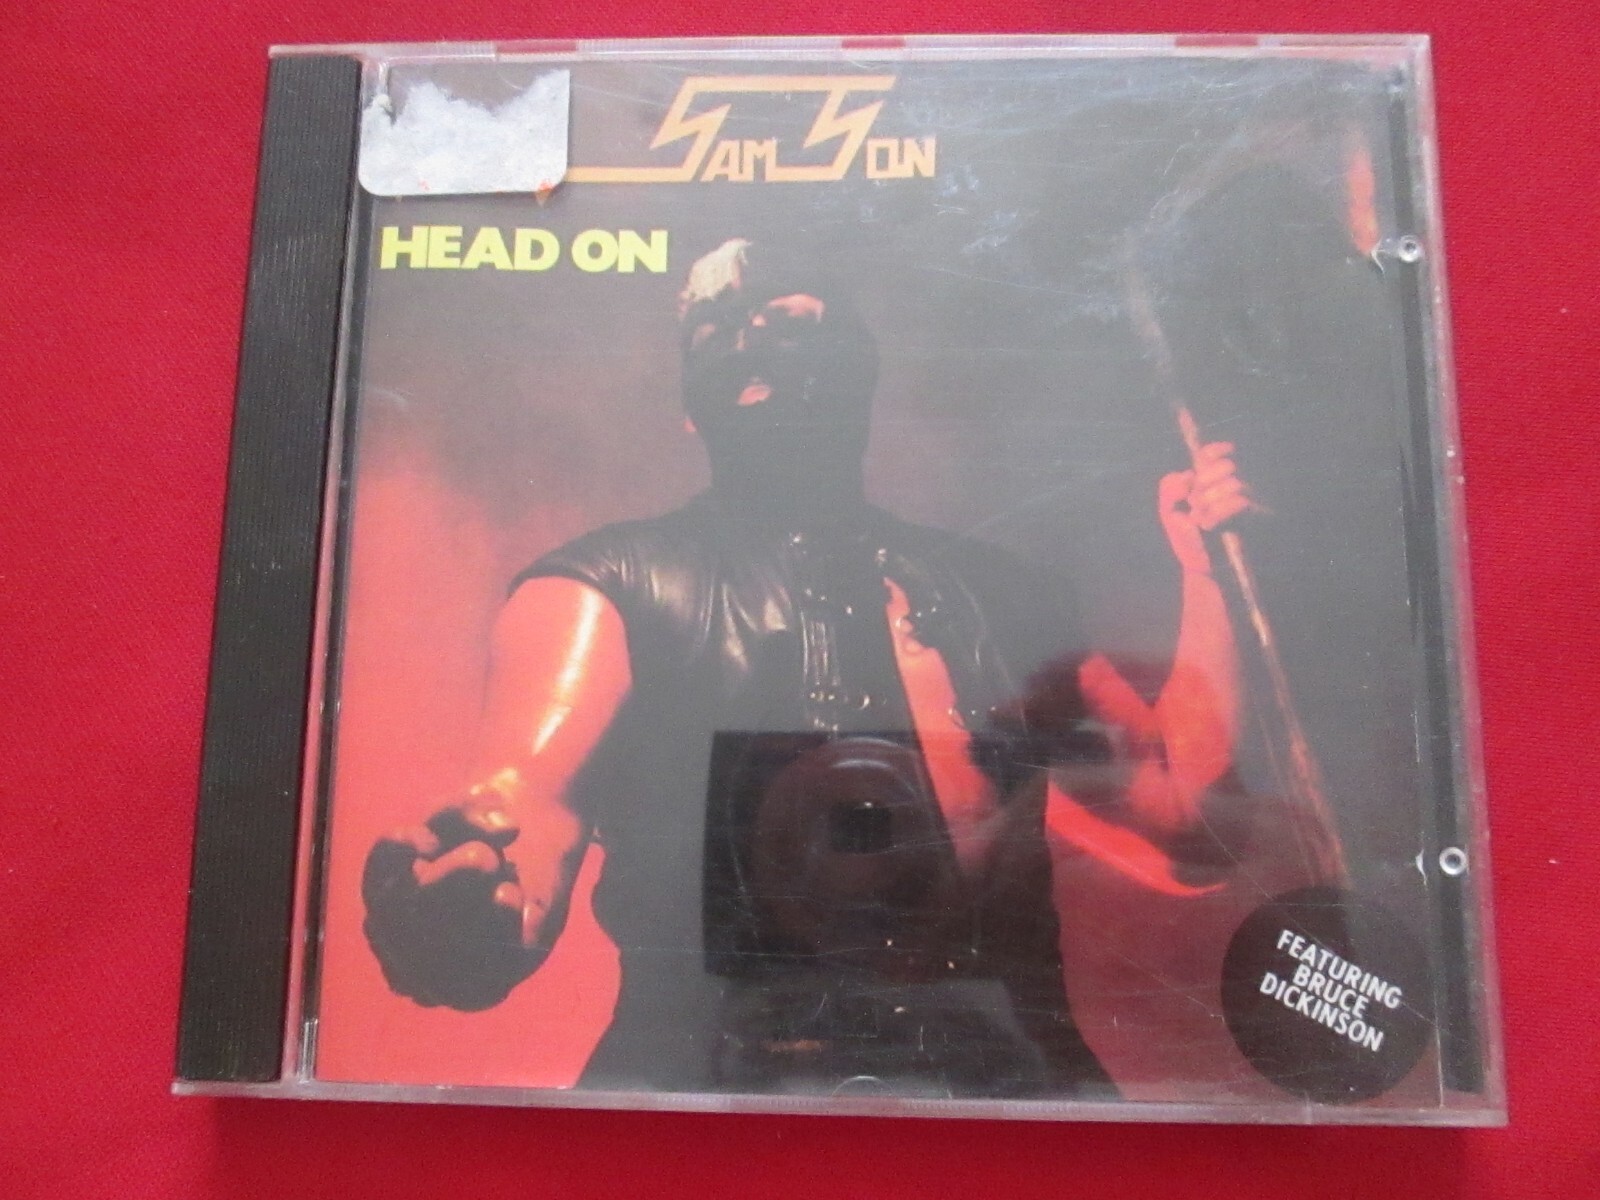 SAMSON
HEAD ON
FEATURING
BRUCE
DICKINSON